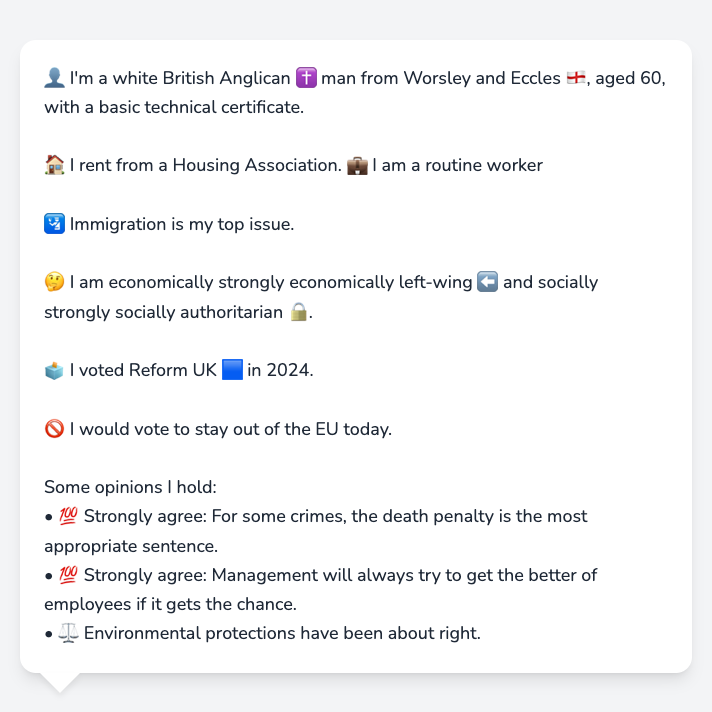 👤 I'm a white British Anglican ✝️ man from Worsley and Eccles 🏴󠁧󠁢󠁥󠁮󠁧󠁿, aged 60,
with a basic technical certificate.
🏠 I rent from a Housing Association. 💼 I am a routine worker
🛂 Immigration is my top issue.
🤔 I am economically strongly economically left-wing ⬅️ and socially
strongly socially authoritarian 🔒.
🗳️ I voted Reform UK 🟦 in 2024.
🚫 I would vote to stay out of the EU today.
Some opinions I hold:
• 💯 Strongly agree: For some crimes, the death penalty is the most
appropriate sentence.
• 💯 Strongly agree: Management will always try to get the better of
employees if it gets the chance.
• ⚖️ Environmental protections have been about right.